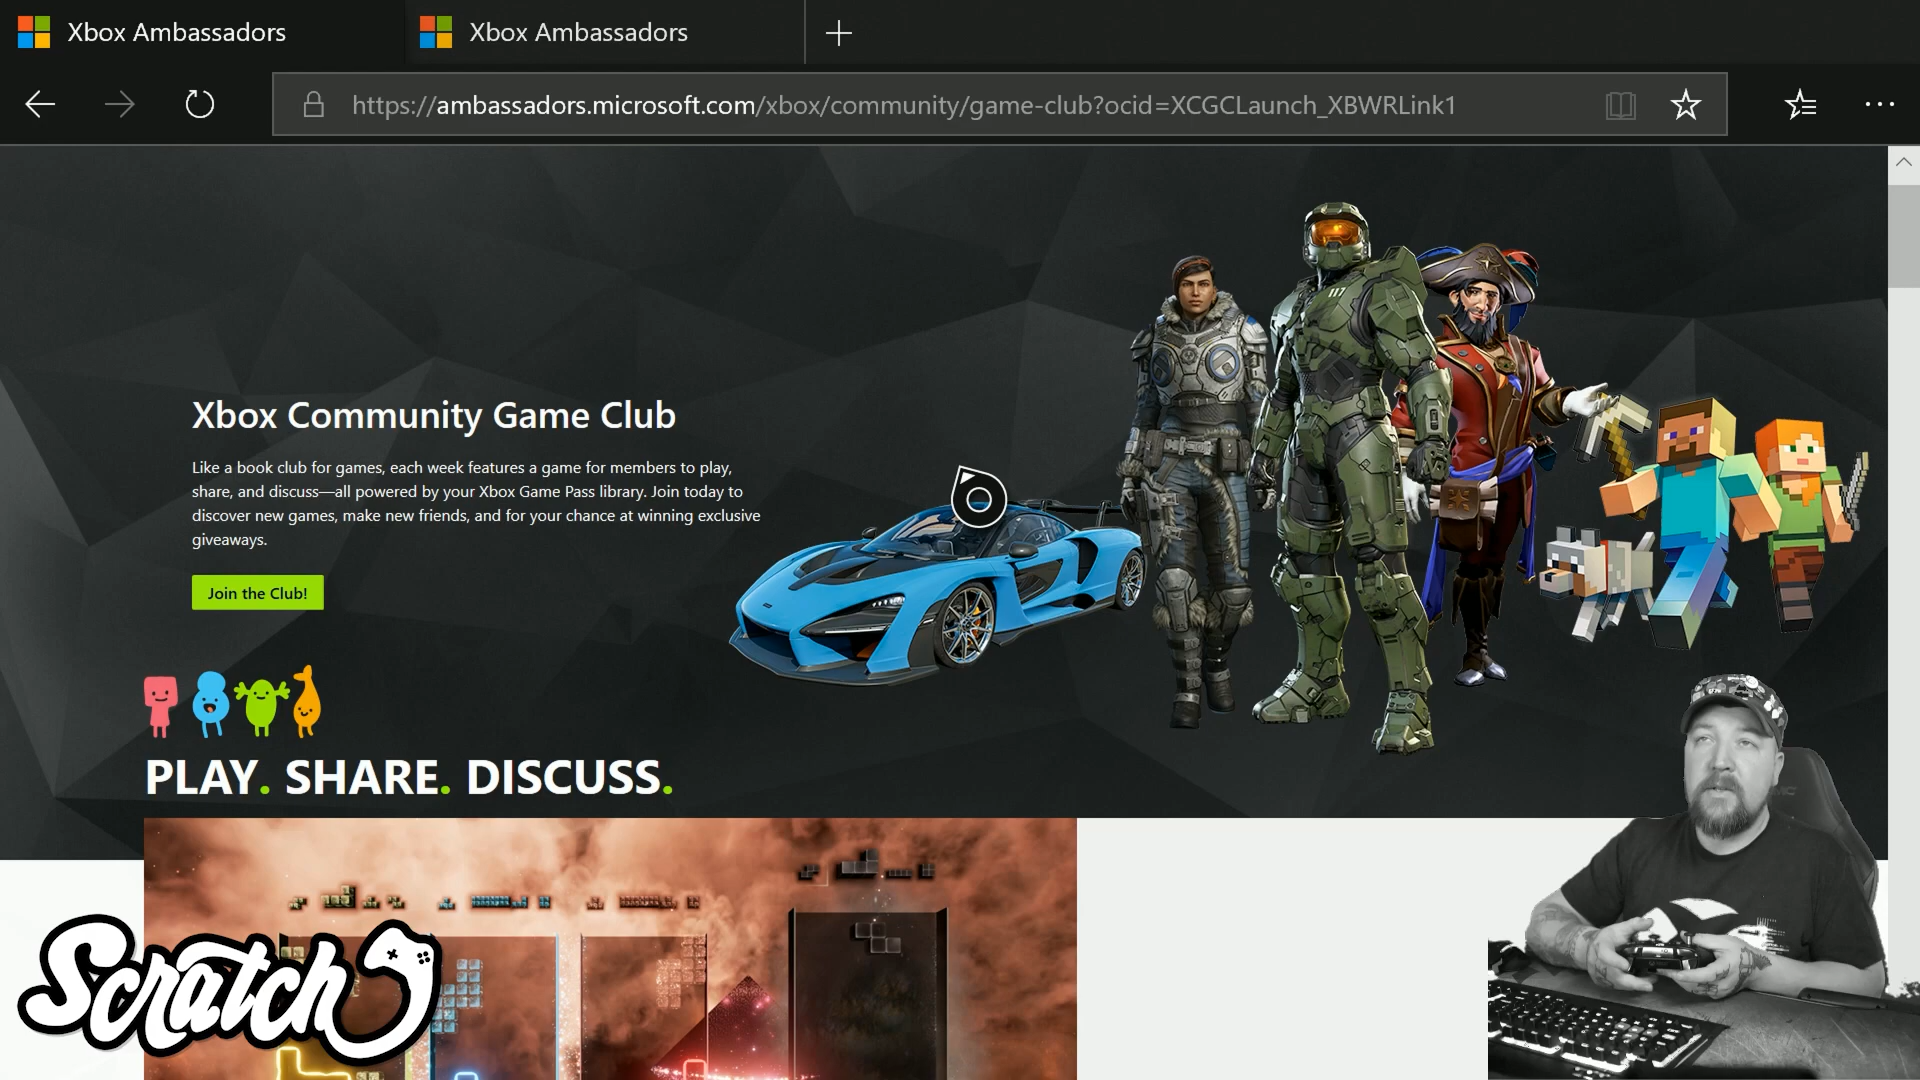 Xbox Ambassadors
Xbox Ambassadors
https://ambassadors.microsoft.com/xbox/community/game-club?ocid=XCGCLaunch_XBWRLink1
117
Xbox Community Game Club
Like a book club for games, each week features a game for members to play,
share, and discuss—all powered by your Xbox Game Pass library. Join today to
discover new games, make new friends, and for your chance at winning exclusive
giveaways.
Join the Club!
PLAY. SHARE. DISCUSS.
Scratch